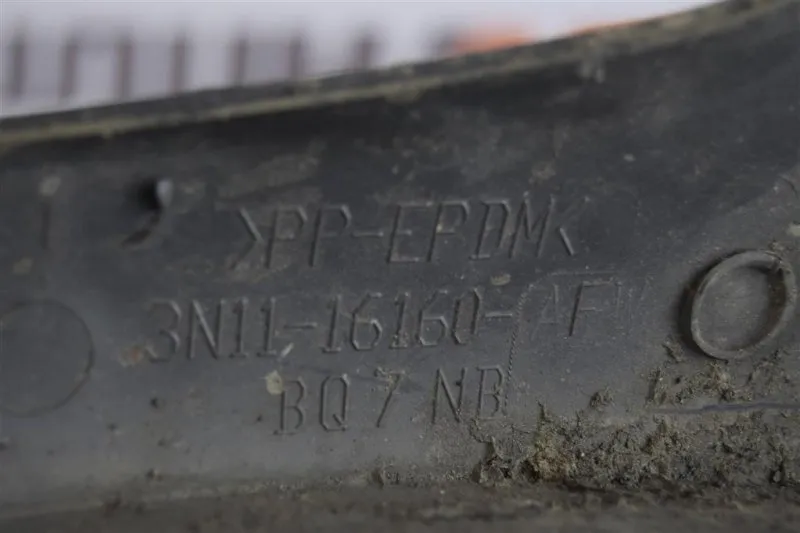 >PP-EPDM<
3N11-16160-AF
BQ 7 NB